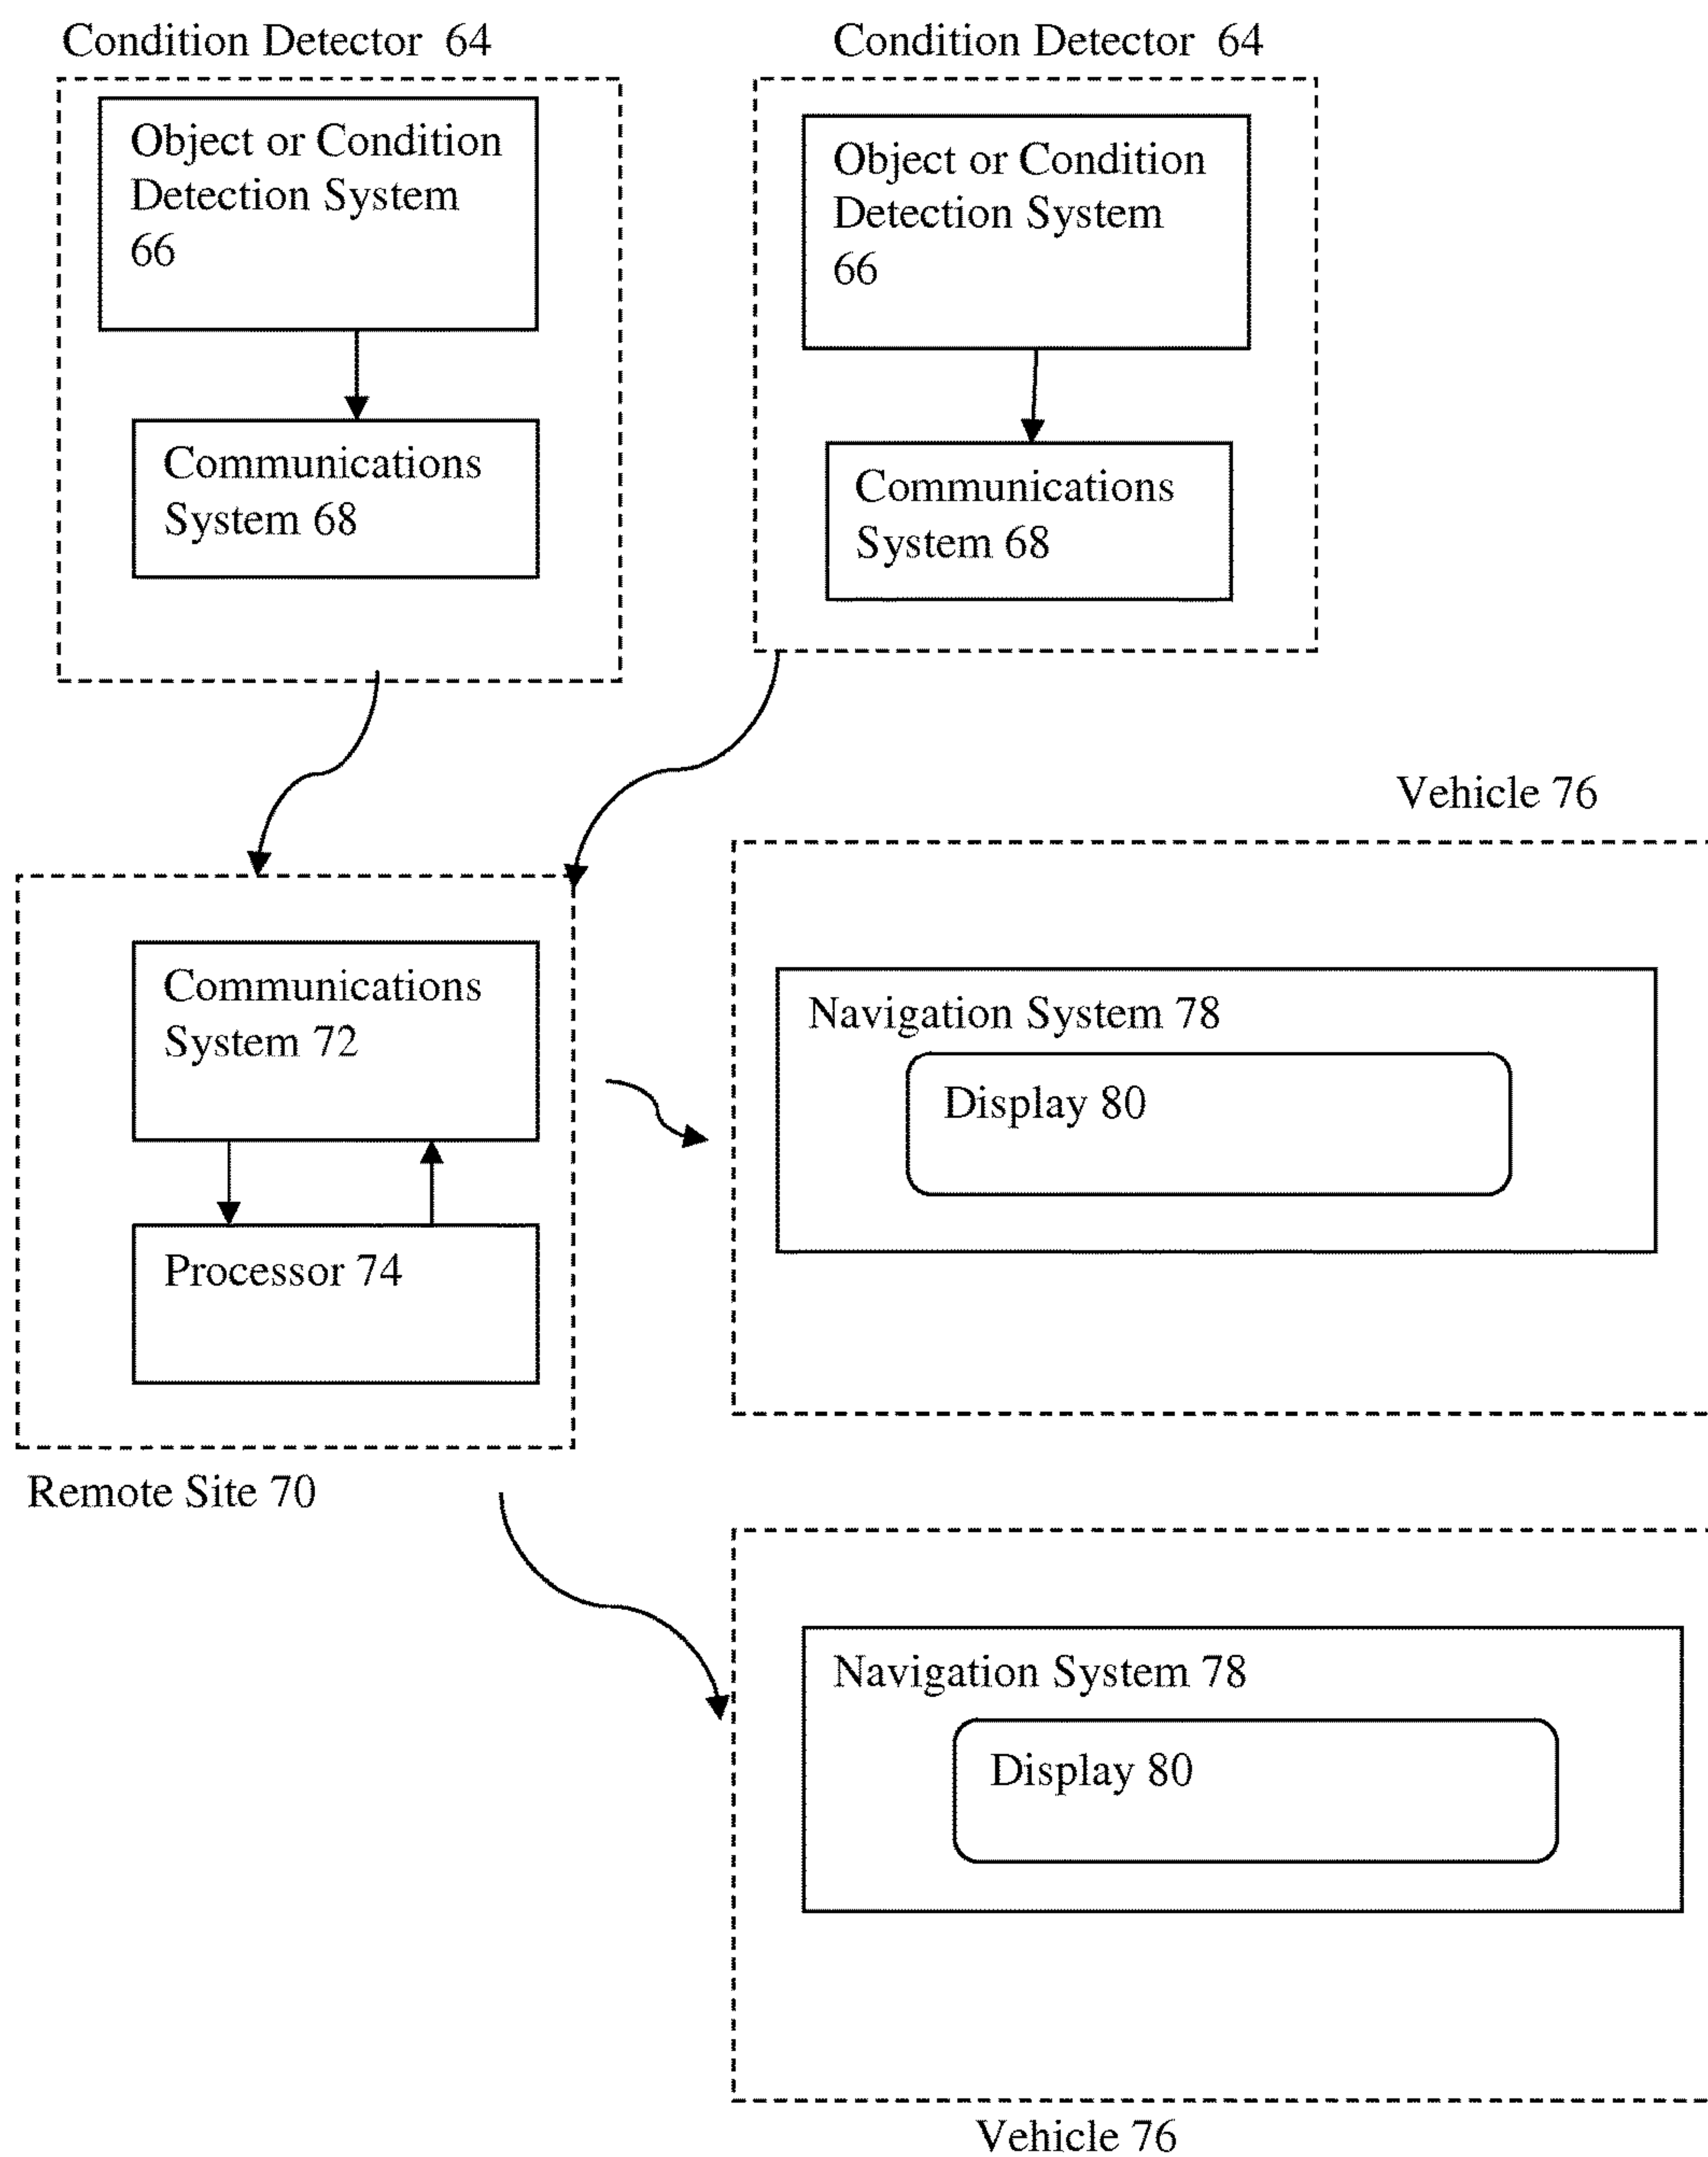 Condition Detector 64
Object or Condition
Detection System
66
Communications
System 68
Condition Detector 64
Object or Condition
Detection System
66
Communications
System 68
Communications
System 72
Processor 74
Remote Site 70
Vehicle 76
Navigation System 78
Display 80
Navigation System 78
Display 80
Vehicle 76